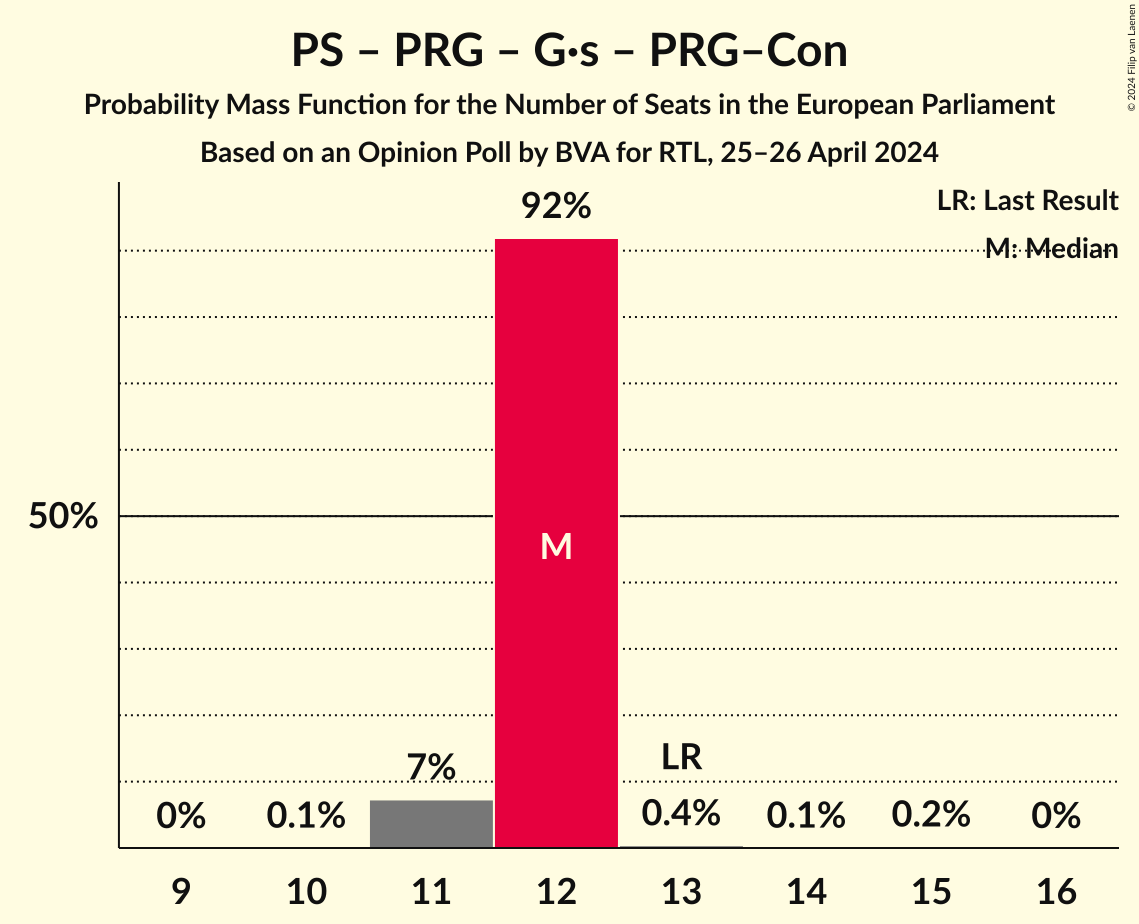 PS – PRG – G·s – PRG–Con
Probability Mass Function for the Number of Seats in the European Parliament
Based on an Opinion Poll by BVA for RTL, 25–26 April 2024
© 2024 Filip van Laenen
LR: Last Result
M: Median
92%
50%
M
7%
LR
0%
0.1%
0.4%
0.1%
0.2%
0%
9 10 11 12 13 14 15 16